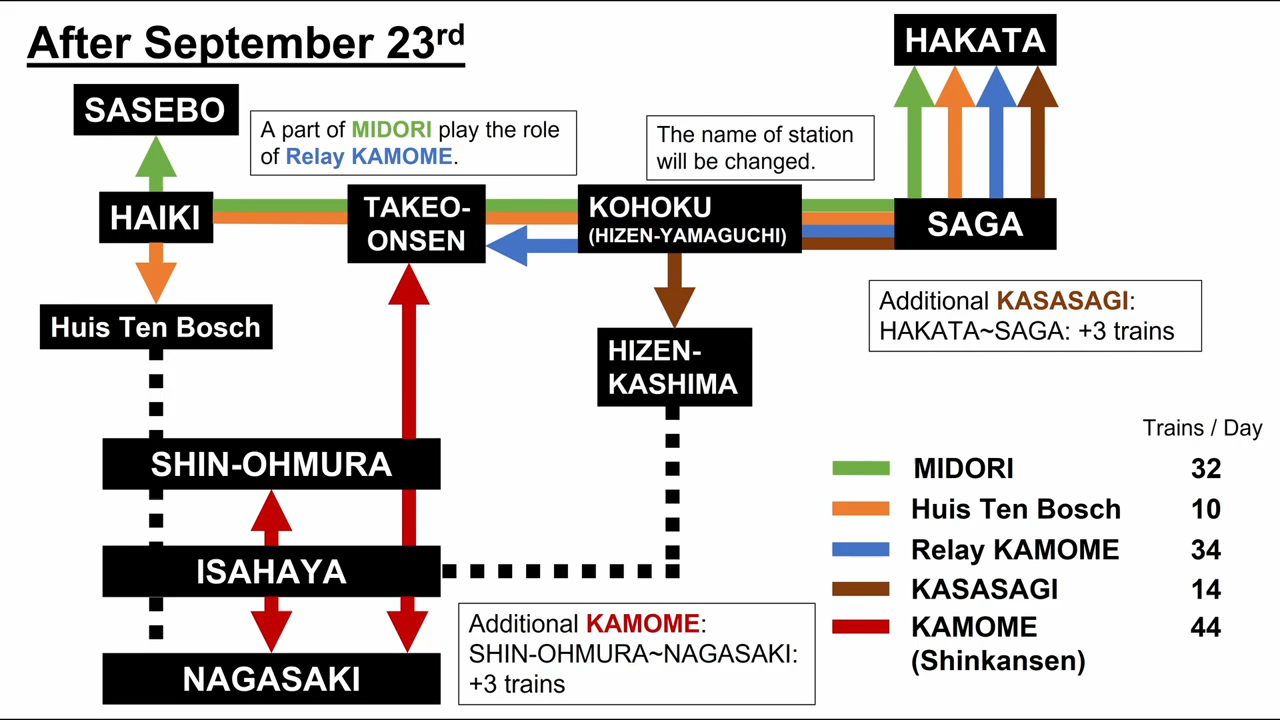 After September 23rd
HAKATA
SASEBO
A part of MIDORI play the role
of Relay KAMOME.
The name of station
will be changed.
HAIKI
TAKEO-
ONSEN
KOHOKU
(HIZEN-YAMAGUCHI)
SAGA
Huis Ten Bosch
Additional KASASAGI:
HAKATA~SAGA: +3 trains
HIZEN-
KASHIMA
SHIN-OHMURA
ISAHAYA
NAGASAKI
Additional KAMOME:
SHIN-OHMURA~NAGASAKI:
+3 trains
Trains / Day
MIDORI 32
Huis Ten Bosch 10
Relay KAMOME 34
KASASAGI 14
KAMOME 44
(Shinkansen)